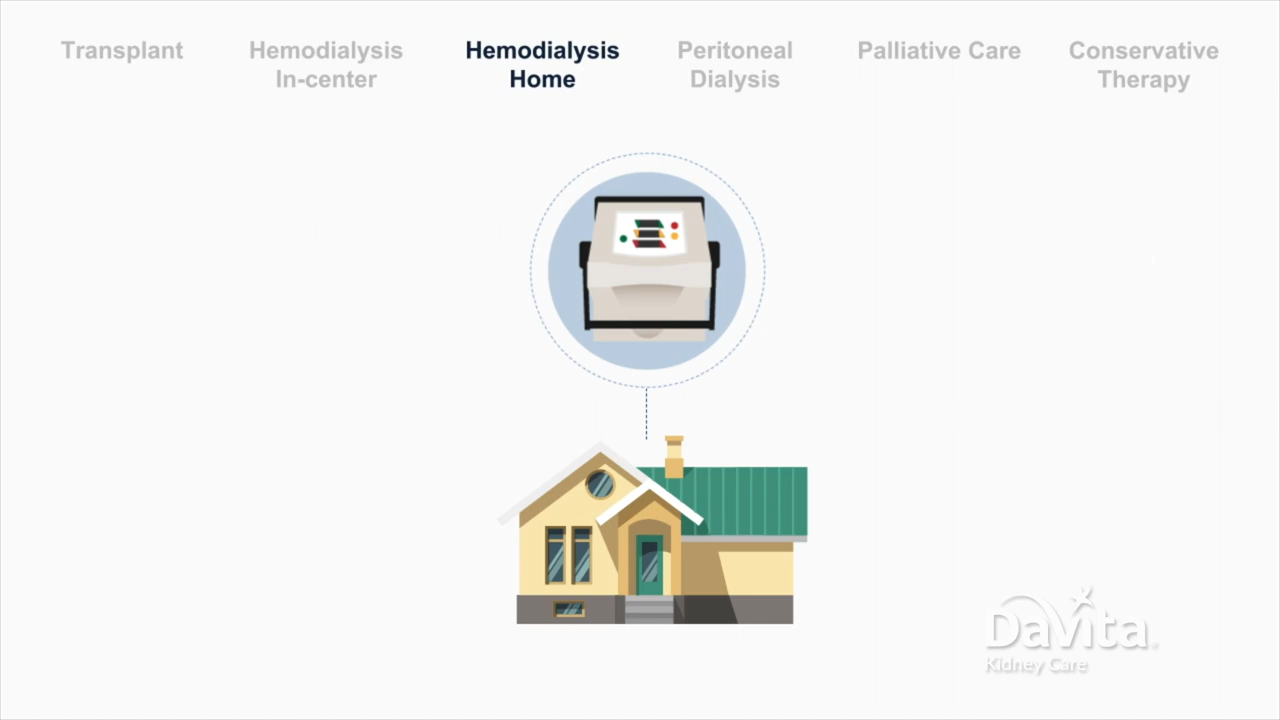 Transplant
Hemodialysis
In-center
Hemodialysis
Home
Peritoneal
Dialysis
Palliative Care
Conservative
Therapy
DaVita®
Kidney Care